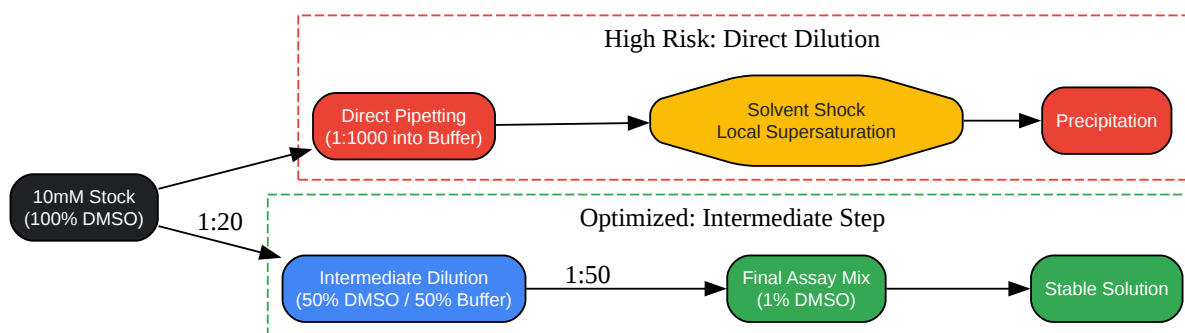 High Risk: Direct Dilution
Direct Pipetting
(1:1000 into Buffer)
Solvent Shock
Local Supersaturation
Precipitation
10mM Stock
(100% DMSO)
1:20
Optimized: Intermediate Step
Intermediate Dilution
(50% DMSO / 50% Buffer)
1:50
Final Assay Mix
(1% DMSO)
Stable Solution